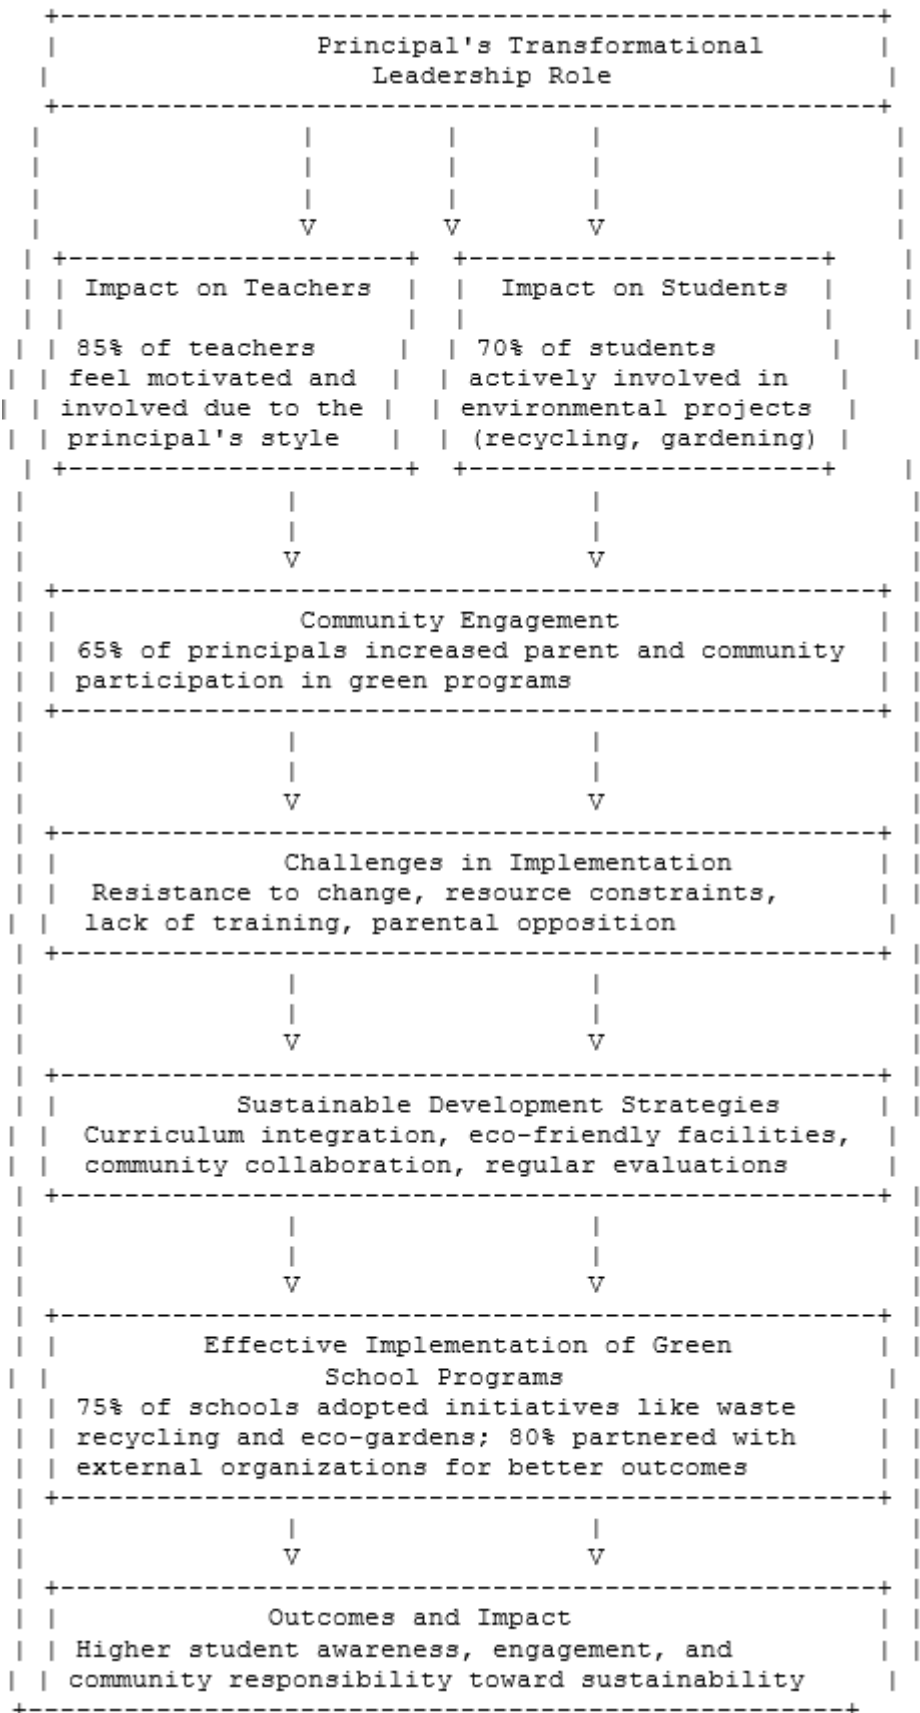 Principal's Transformational
Leadership Role
Impact on Teachers
85% of teachers
feel motivated and
involved due to the
principal's style
Impact on Students
70% of students
actively involved in
environmental projects
(recycling, gardening)
Community Engagement
65% of principals increased parent and community
participation in green programs
Challenges in Implementation
Resistance to change, resource constraints,
lack of training, parental opposition
Sustainable Development Strategies
Curriculum integration, eco-friendly facilities,
community collaboration, regular evaluations
Effective Implementation of Green
School Programs
75% of schools adopted initiatives like waste
recycling and eco-gardens; 80% partnered with
external organizations for better outcomes
Outcomes and Impact
Higher student awareness, engagement, and
community responsibility toward sustainability